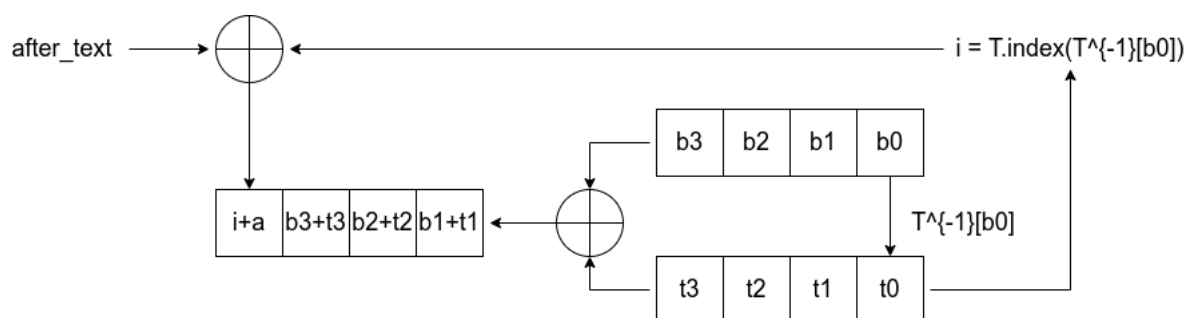 after_text
i = T.index(T^{-1}[b0])
b3 b2 b1 b0
i+a b3+t3 b2+t2 b1+t1
T^{-1}[b0]
t3 t2 t1 t0